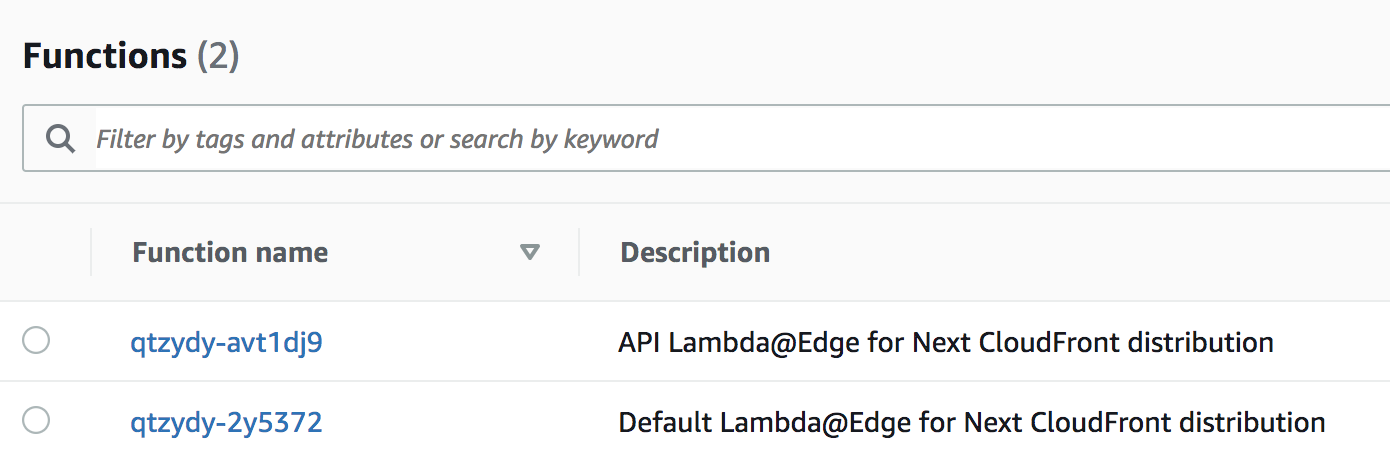 Functions (2)
Filter by tags and attributes or search by keyword
Function name Description
qtzydy-avt1dj9 API Lambda@Edge for Next CloudFront distribution
qtzydy-2y5372 Default Lambda@Edge for Next CloudFront distribution